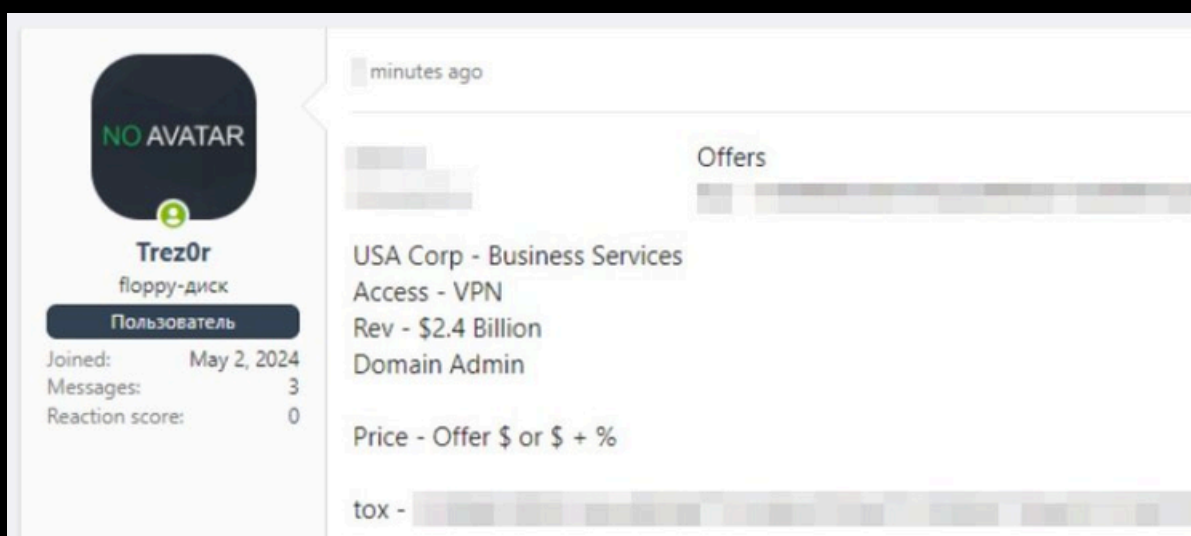 NO AVATAR
Trez0r
floppy-диск
Пользователь
Joined: May 2, 2024
Messages: 3
Reaction score: 0
minutes ago
Offers
USA Corp - Business Services
Access - VPN
Rev - $2.4 Billion
Domain Admin
Price - Offer $ or $ + %
tox -